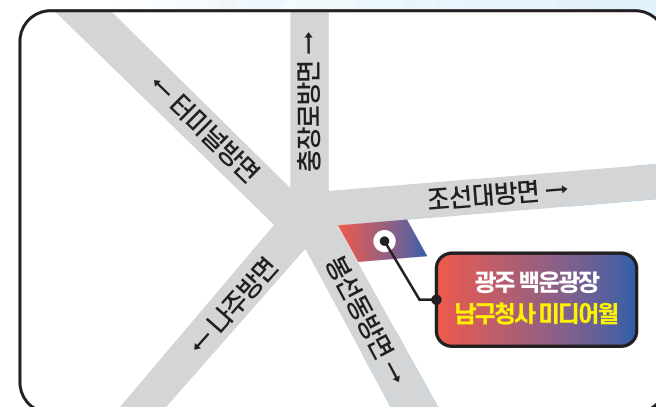 ← 터미널방면
충장로방면 →
조선대방면 →
← 나주방면
봉선동방면 →
광주 백운광장
남구청사 미디어월